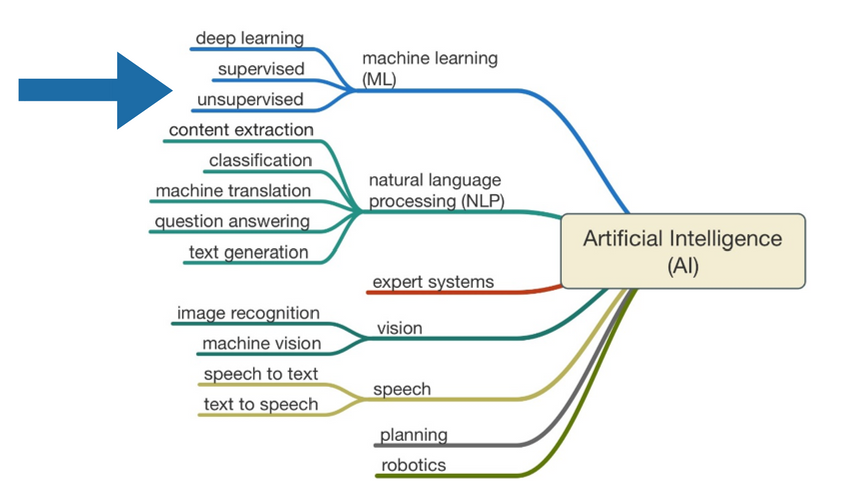 deep learning
supervised
unsupervised
machine learning
(ML)
content extraction
classification
machine translation
question answering
text generation
natural language
processing (NLP)
expert systems
image recognition
machine vision
vision
speech to text
text to speech
speech
planning
robotics
Artificial Intelligence
(AI)